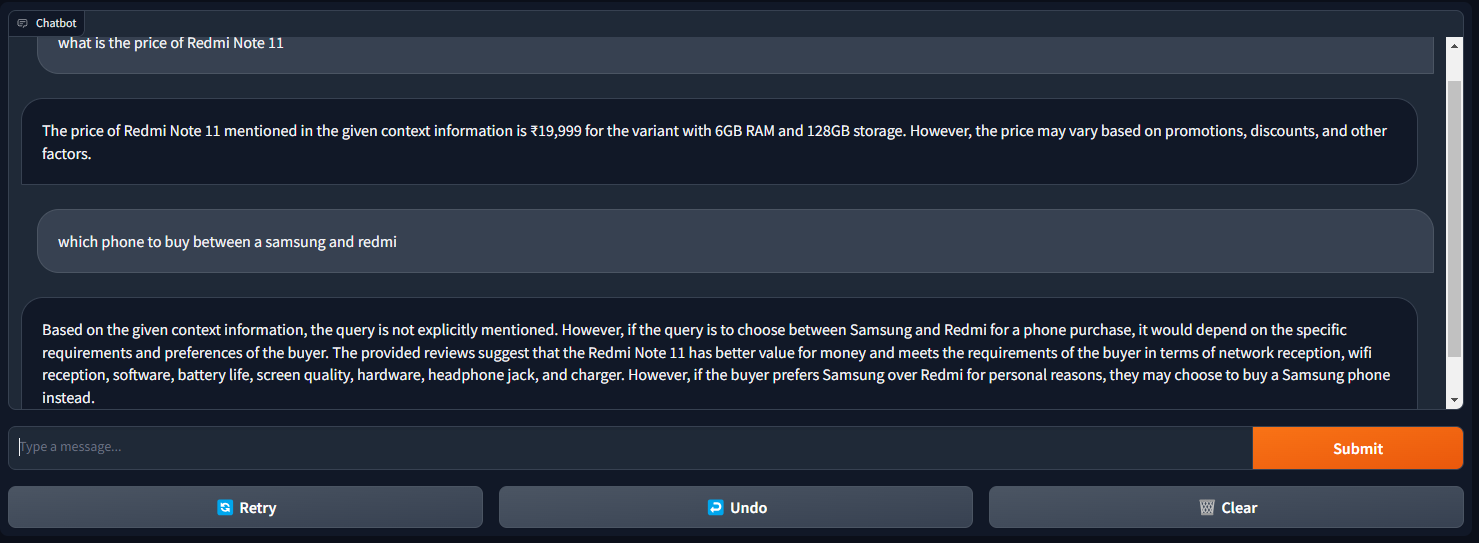 Chatbot
what is the price of Redmi Note 11
The price of Redmi Note 11 mentioned in the given context information is ₹19,999 for the variant with 6GB RAM and 128GB storage. However, the price may vary based on promotions, discounts, and other
factors.
which phone to buy between a samsung and redmi
Based on the given context information, the query is not explicitly mentioned. However, if the query is to choose between Samsung and Redmi for a phone purchase, it would depend on the specific
requirements and preferences of the buyer. The provided reviews suggest that the Redmi Note 11 has better value for money and meets the requirements of the buyer in terms of network reception, wifi
reception, software, battery life, screen quality, hardware, headphone jack, and charger. However, if the buyer prefers Samsung over Redmi for personal reasons, they may choose to buy a Samsung phone
instead.
Type a message...
Submit
Retry
Undo
Clear